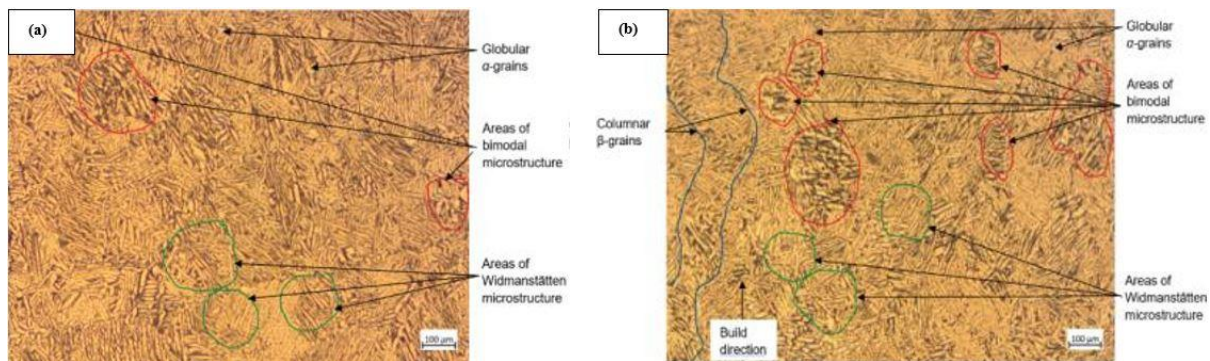 (a)
Globular
α-grains
Areas of
bimodal
microstructure
Areas of
Widmanstätten
microstructure
100 µm
(b)
Globular
α-grains
Areas of
bimodal
microstructure
Columnar
β-grains
Areas of
Widmanstätten
microstructure
Build
direction
100 µm